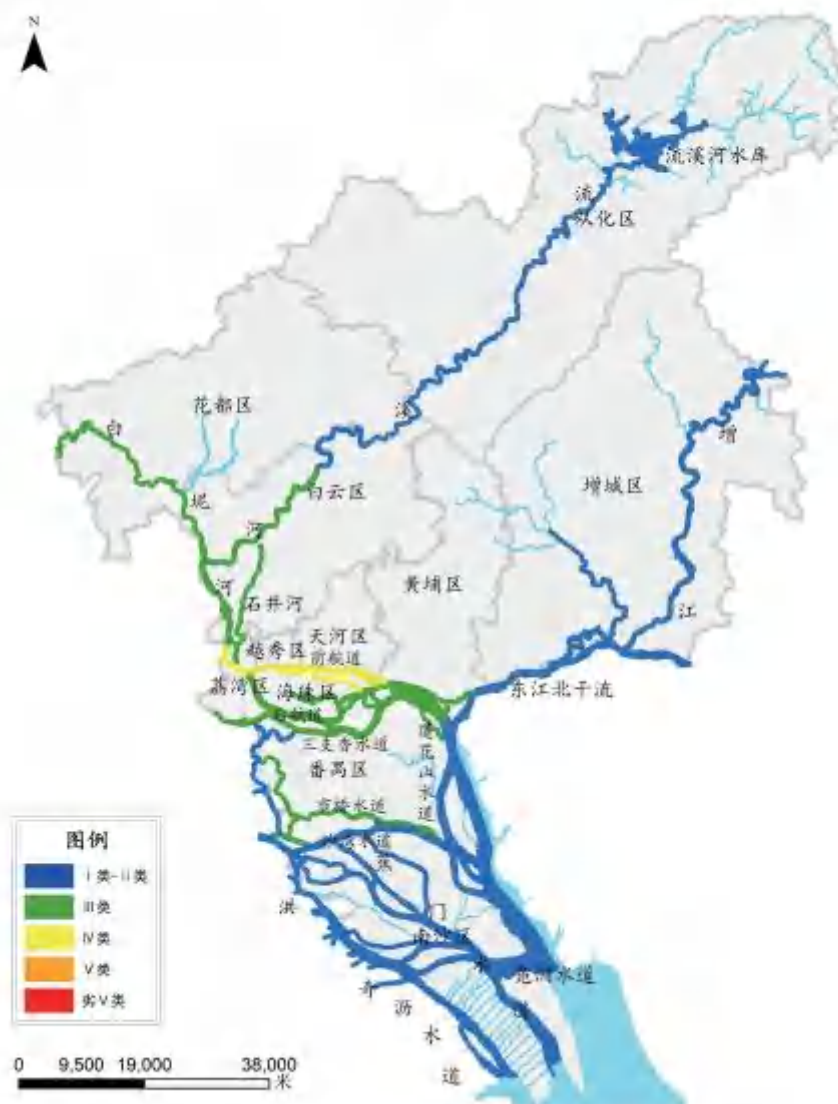 N
流溪河水库
流
从化区
溪
花都区
白
坭
河
白云区
河
石井河
增城区
增
江
黄埔区
天河区
越秀区
前航道
荔湾区
海珠区
东江北干流
三支香水道
番禺区
莲花山水道
市桥水道
蕉
门
水
道
南沙区
洪
奇
沥
水
道
图例
I类-II类
III类
IV类
V类
劣V类
0 9,500 19,000 38,000
米